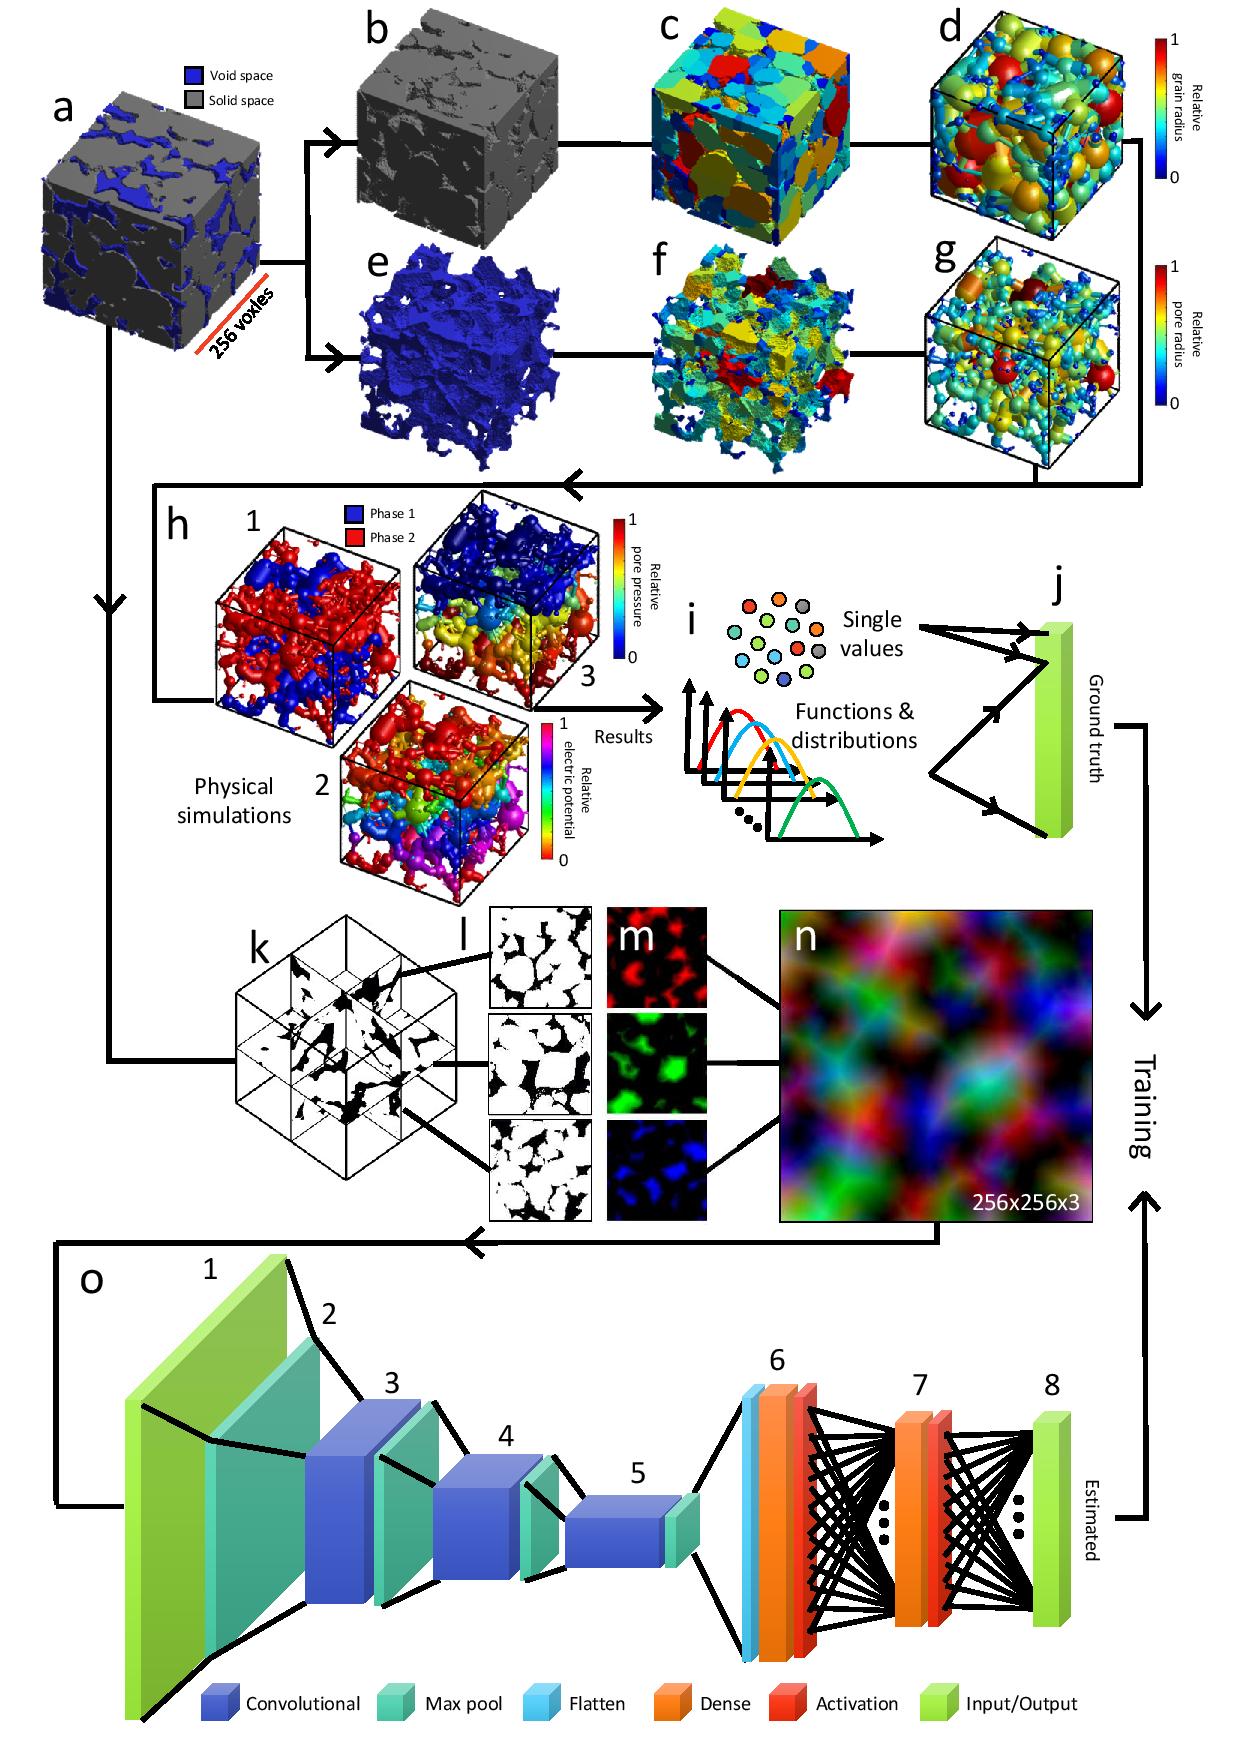 a
Void space
Solid space
256 voxles
b
c
d
1
Relative
grain radius
0
e
f
g
1
Relative
pore radius
0
h
1
Phase 1
Phase 2
1
Relative
pore pressure
0
3
2
Physical
simulations
1
Relative
electric potential
0
Results
i
Single
values
Functions &
distributions
j
Ground truth
k
l
m
n
256x256x3
Training
o
1
2
3
4
5
6
7
8
Estimated
Convolutional
Max pool
Flatten
Dense
Activation
Input/Output